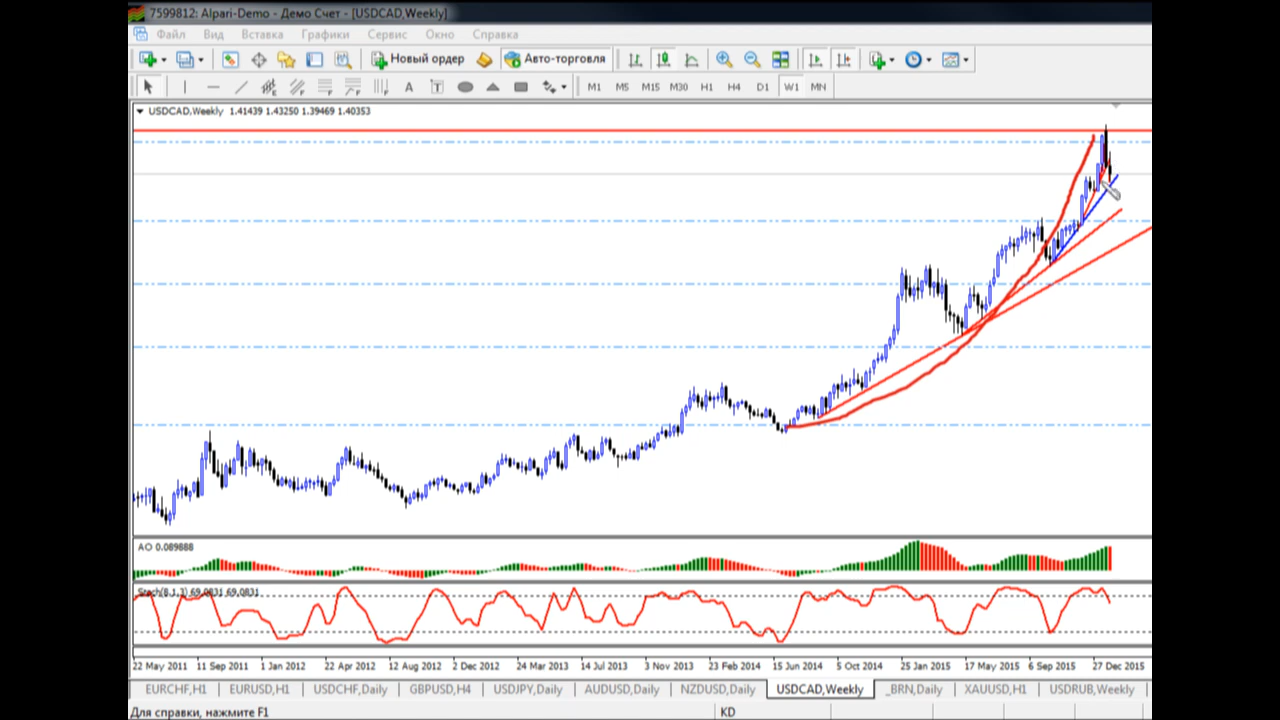 7599812: Alpari-Demo - Демо Счет - [USDCAD,Weekly]
Файл Вид Вставка Графики Сервис Окно Справка
Новый ордер Авто-торговля
A T M1 M5 M15 M30 H1 H4 D1 W1 MN
USDCAD,Weekly 1.41439 1.43250 1.39469 1.40353
AO 0.089888
Stoch(8,1,3) 69.0831 69.0831
22 May 2011 11 Sep 2011 1 Jan 2012 22 Apr 2012 12 Aug 2012 2 Dec 2012 24 Mar 2013 14 Jul 2013 3 Nov 2013 23 Feb 2014 15 Jun 2014 5 Oct 2014 25 Jan 2015 17 May 2015 6 Sep 2015 27 Dec 2015
EURCHF,H1 EURUSD,H1 USDCHF,Daily GBPUSD,H4 USDJPY,Daily AUDUSD,Daily NZDUSD,Daily USDCAD,Weekly _BRN,Daily XAUUSD,H1 USDRUB,Weekly
Для справки, нажмите F1 KD